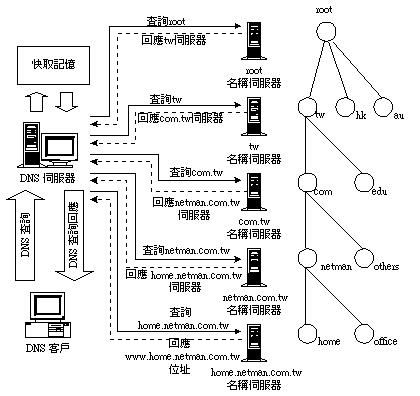 快取記憶
DNS 伺服器
DNS 查詢
DNS 查詢回應
DNS 客戶
查詢root
回應tw伺服器
root
名稱伺服器
查詢tw
回應com.tw伺服器
tw
名稱伺服器
查詢com.tw
回應netman.com.tw
伺服器
com.tw
名稱伺服器
查詢netman.com.tw
回應 home.netman.com.tw
伺服器
netman.com.tw
名稱伺服器
查詢
home.netman.com.tw
回應
www.home.netman.com.tw
位址
home.netman.com.tw
名稱伺服器
root
tw
hk
au
com
edu
netman
others
home
office